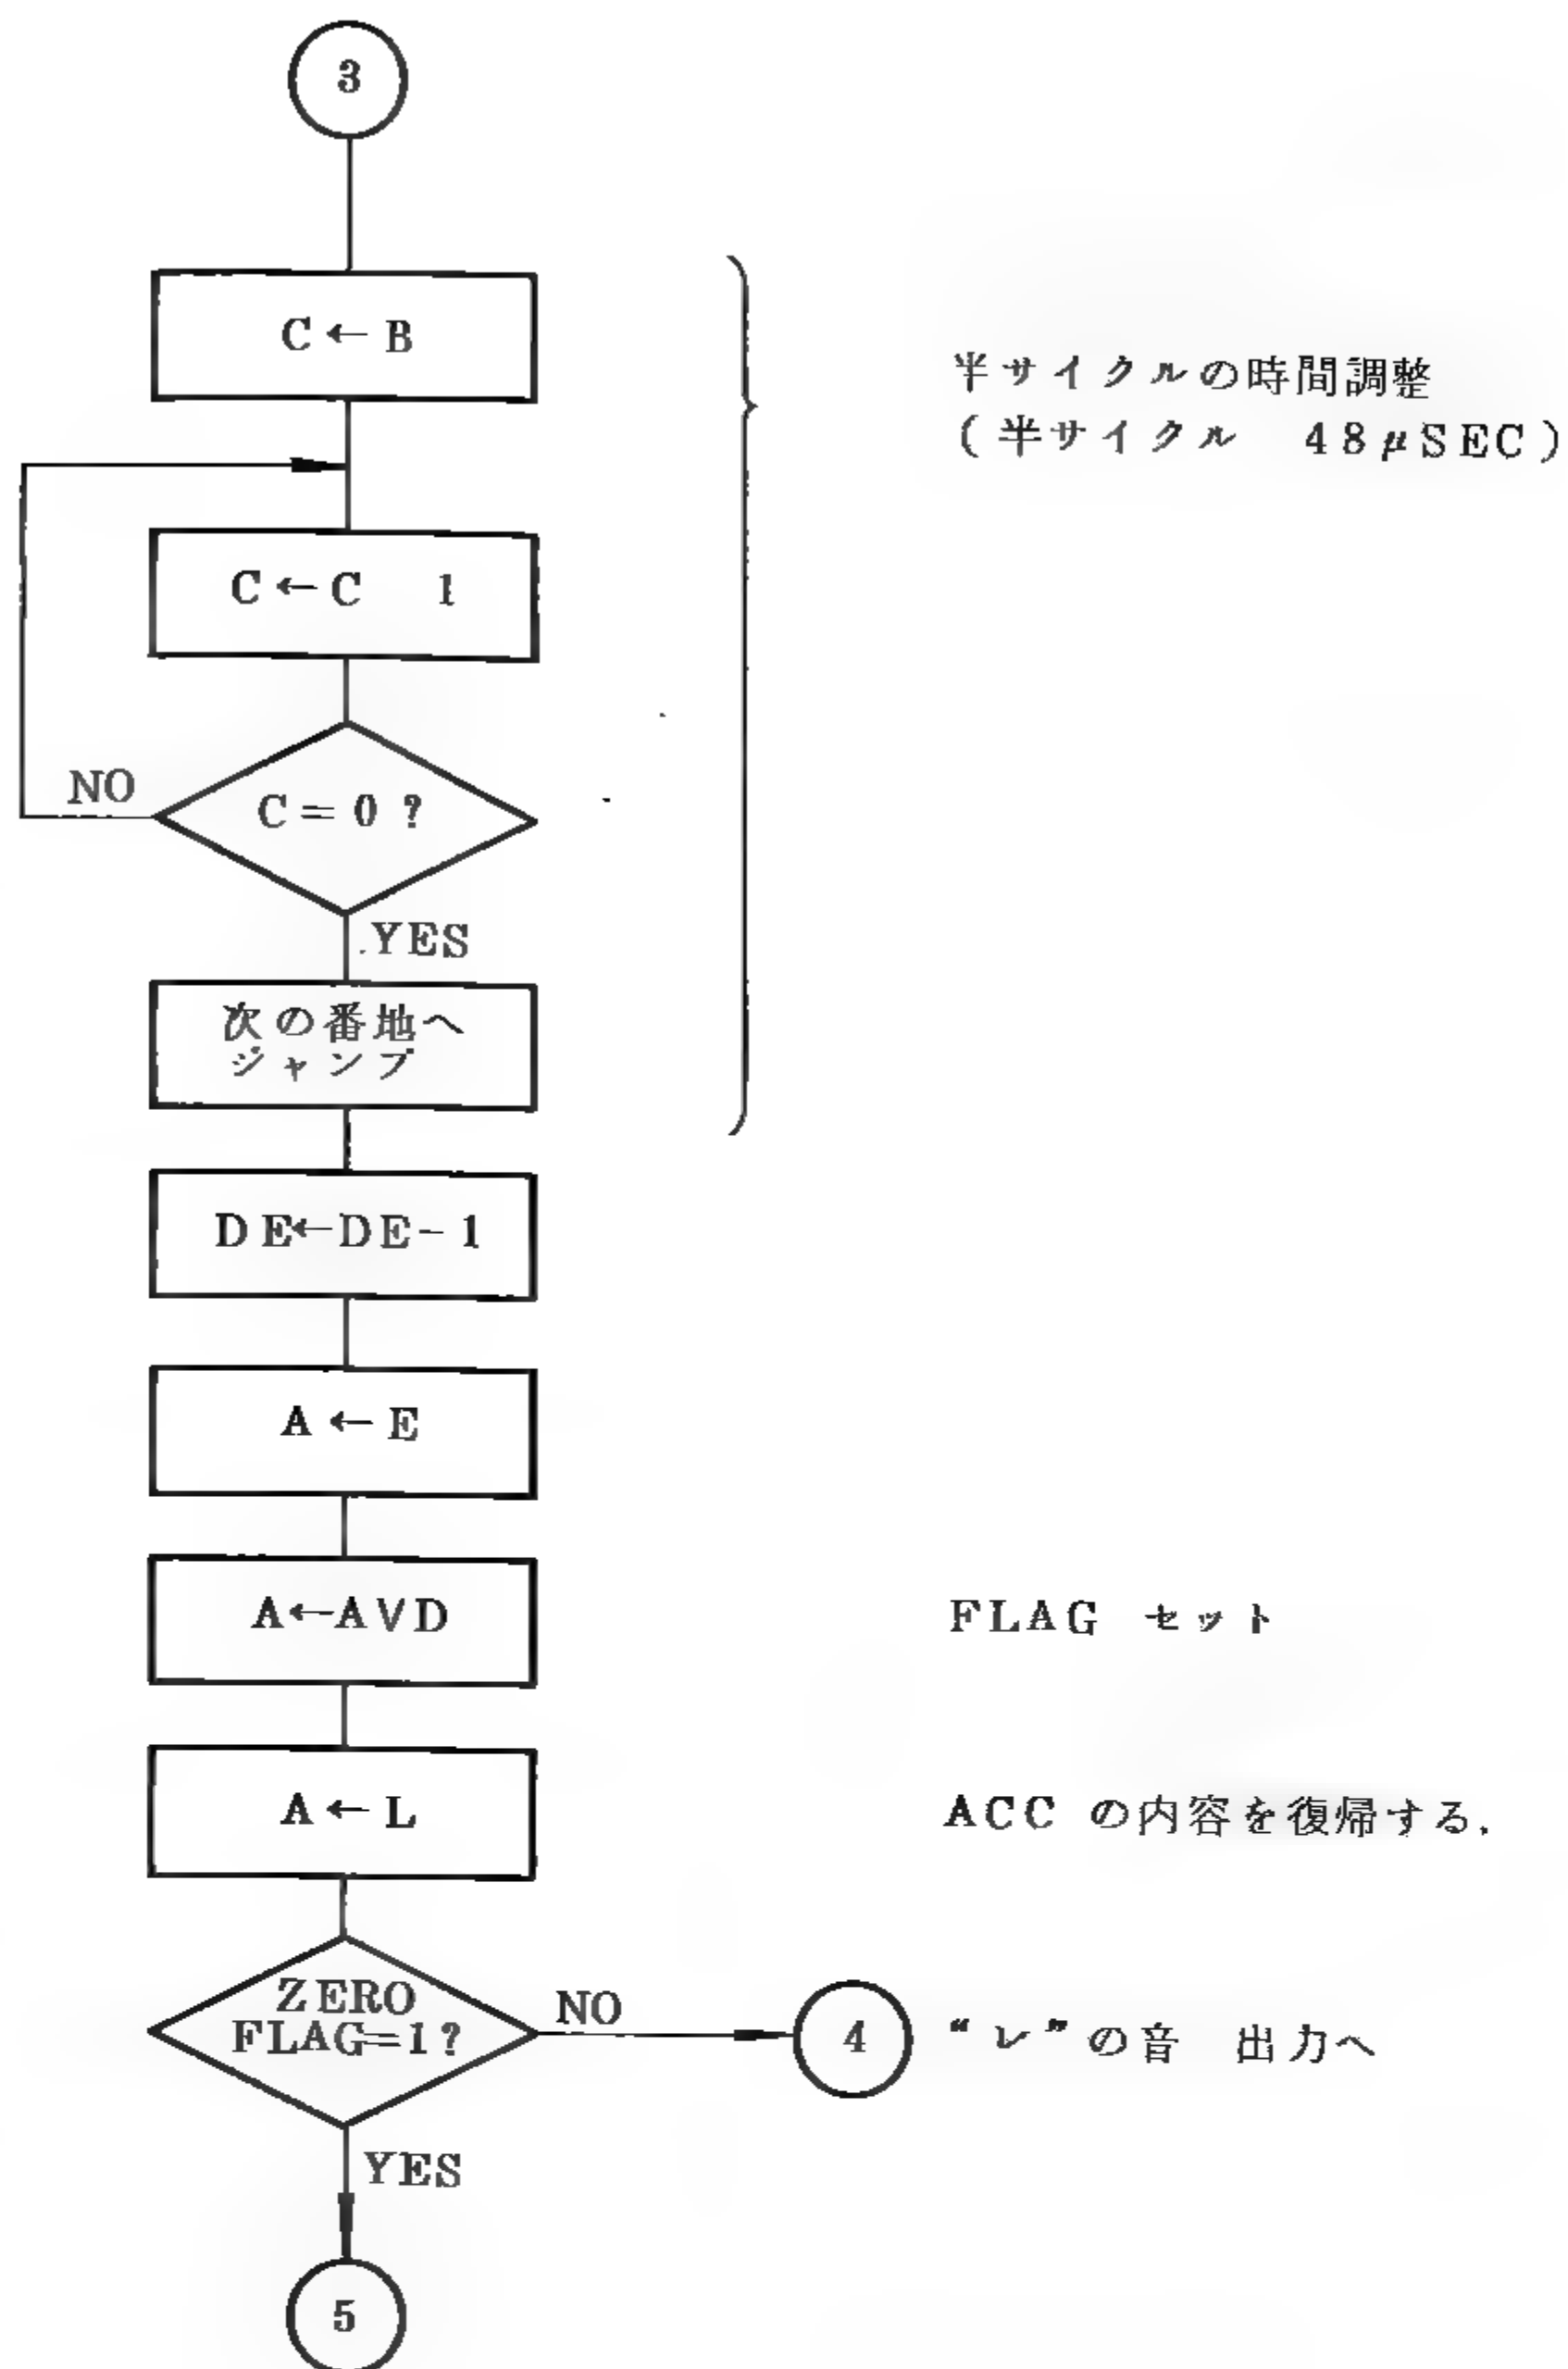 3
C ← B
半サイクルの時間調整
(半サイクル 48μSEC)
C ← C 1
NO
C = 0 ?
YES
次の番地へ
ジャンプ
DE←DE-1
A ← E
A←A∨D
FLAG セット
A ← L
ACC の内容を復帰する.
ZERO
FLAG=1?
NO
4
“レ”の音 出力へ
YES
5